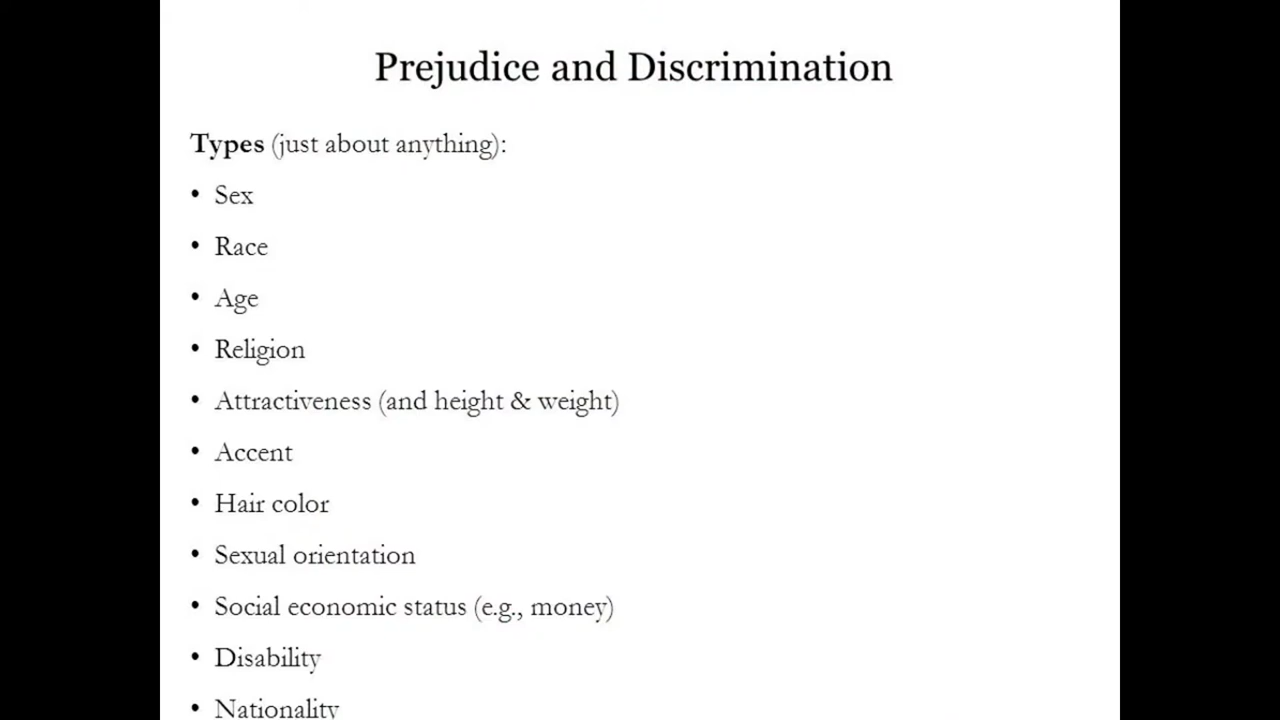 Prejudice and Discrimination
Types (just about anything):
• Sex
• Race
• Age
• Religion
• Attractiveness (and height & weight)
• Accent
• Hair color
• Sexual orientation
• Social economic status (e.g., money)
• Disability
• Nationality